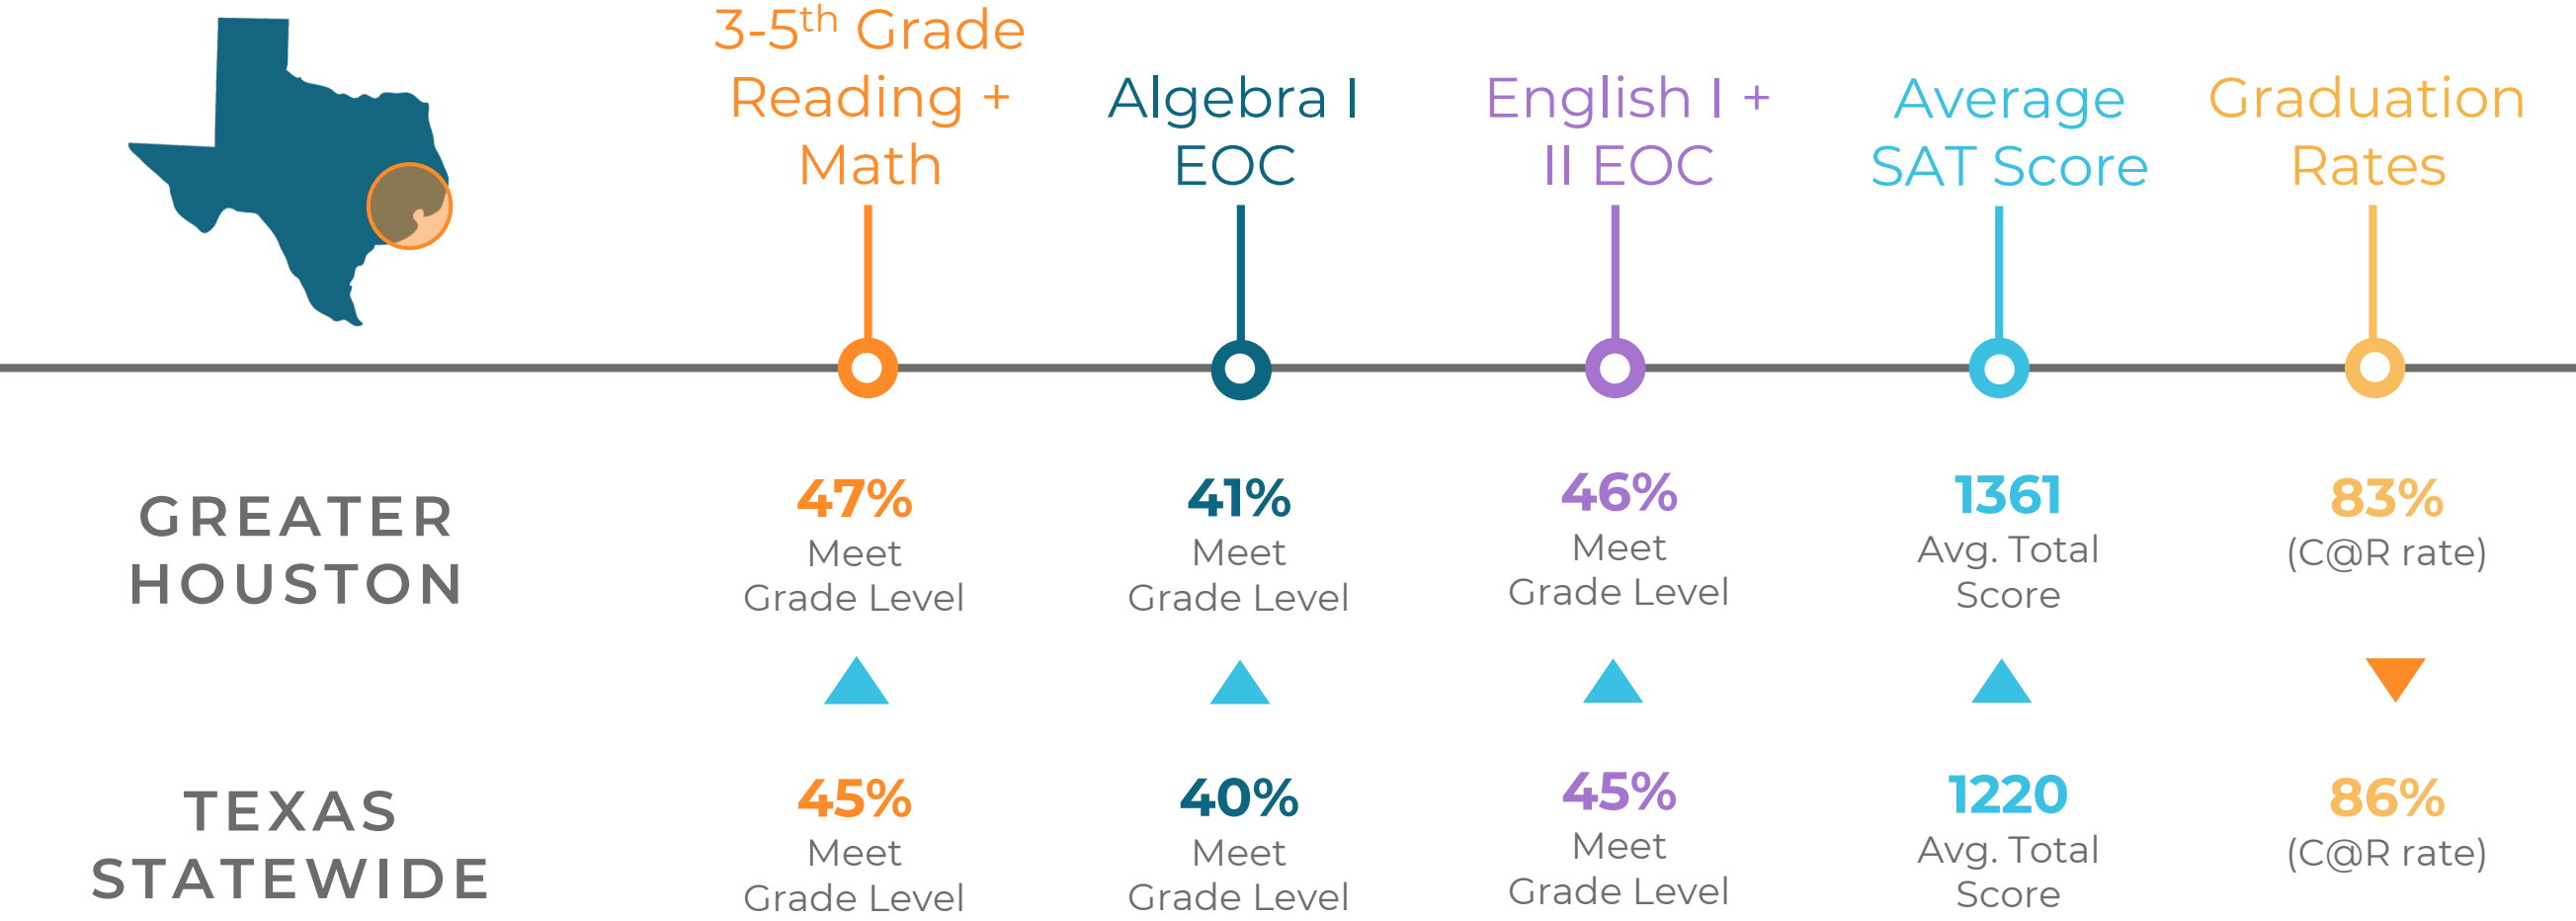 3-5th Grade
Reading +
Math
Algebra I
EOC
English I +
II EOC
Average
SAT Score
Graduation
Rates
GREATER
HOUSTON
47%
Meet
Grade Level
41%
Meet
Grade Level
46%
Meet
Grade Level
1361
Avg. Total
Score
83%
(C@R rate)
TEXAS
STATEWIDE
45%
Meet
Grade Level
40%
Meet
Grade Level
45%
Meet
Grade Level
1220
Avg. Total
Score
86%
(C@R rate)